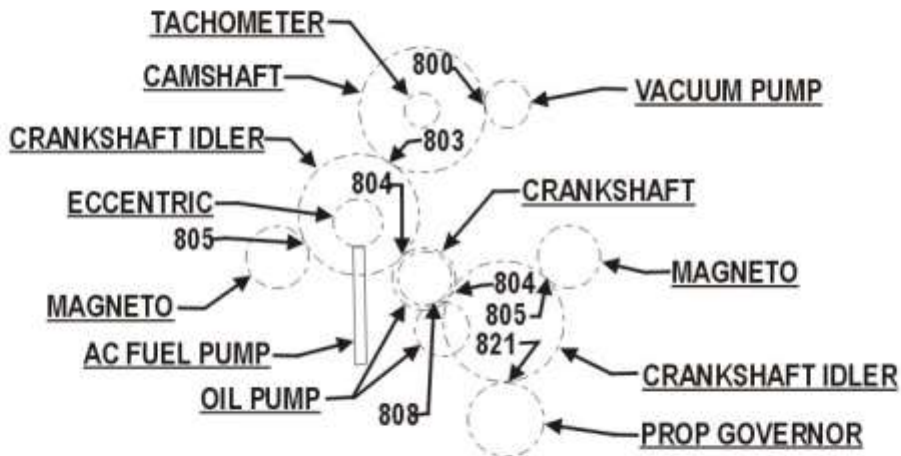 TACHOMETER
800
CAMSHAFT
VACUUM PUMP
803
CRANKSHAFT IDLER
804
CRANKSHAFT
ECCENTRIC
805
MAGNETO
804
MAGNETO
805
821
AC FUEL PUMP
CRANKSHAFT IDLER
OIL PUMP
808
PROP GOVERNOR